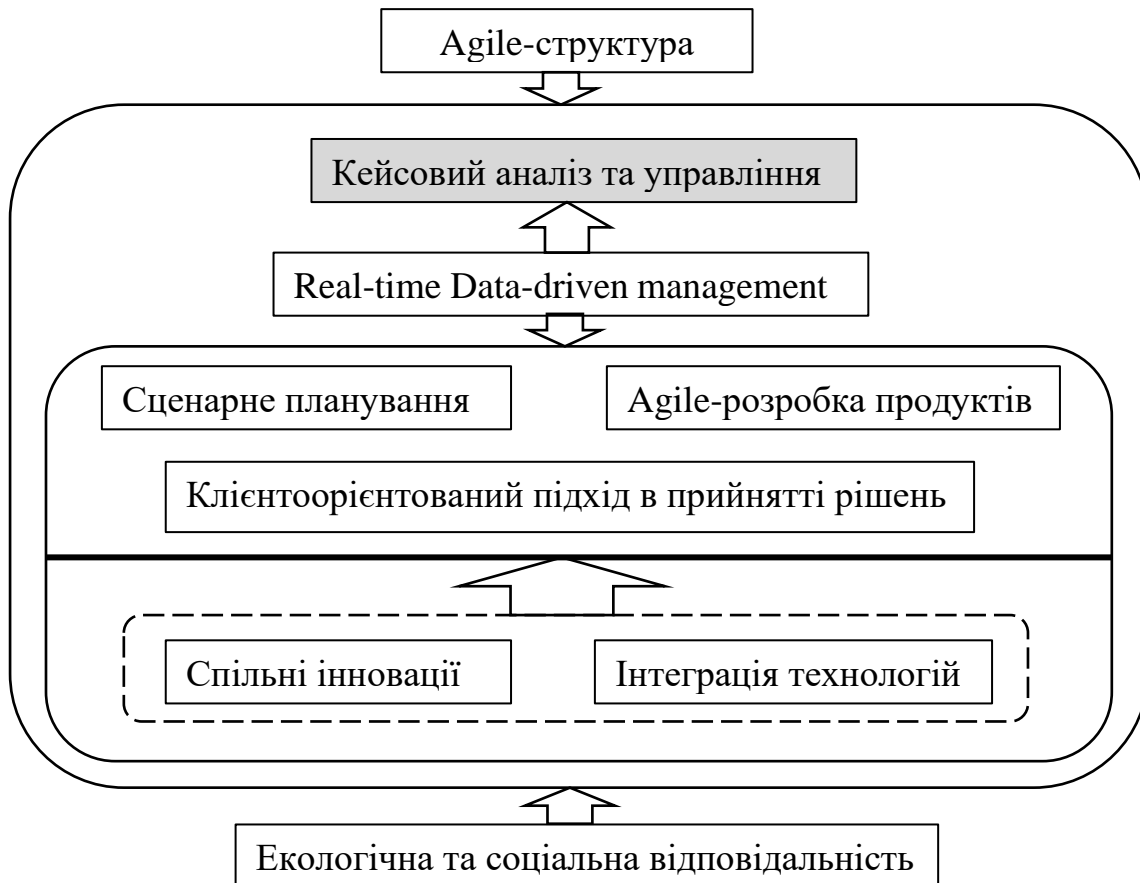 Agile-структура
Кейсовий аналіз та управління
Real-time Data-driven management
Сценарне планування
Agile-розробка продуктів
Клієнтоорієнтований підхід в прийнятті рішень
Спільні інновації
Інтеграція технологій
Екологічна та соціальна відповідальність